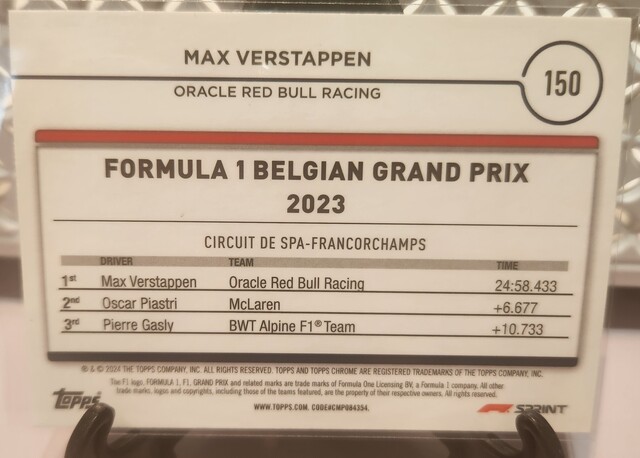 MAX VERSTAPPEN
150
ORACLE RED BULL RACING
FORMULA 1 BELGIAN GRAND PRIX
2023
CIRCUIT DE SPA-FRANCORCHAMPS
DRIVER TEAM TIME
1st Max Verstappen Oracle Red Bull Racing 24:58.433
2nd Oscar Piastri McLaren +6.677
3rd Pierre Gasly BWT Alpine F1® Team +10.733
® & © 2024 THE TOPPS COMPANY, INC. ALL RIGHTS RESERVED. TOPPS AND TOPPS CHROME ARE REGISTERED TRADEMARKS OF THE TOPPS COMPANY, INC.
The F1 logo, FORMULA 1, F1, GRAND PRIX and related marks are trade marks of Formula One Licensing BV, a Formula 1 company. All other
trade marks, logos and copyrights, including those of the teams featured, are the property of their respective owners. All rights reserved.
topps WWW.TOPPS.COM. CODE#CMP084354. F1 SPRINT